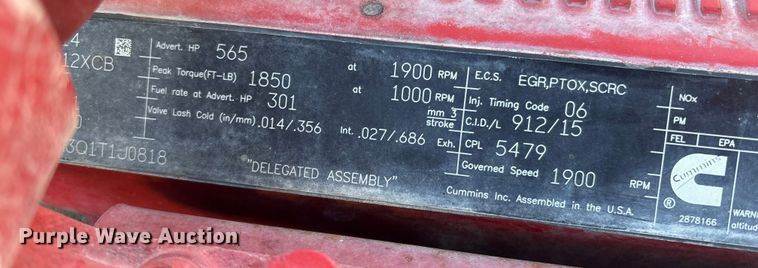 12XCB
3Q1T1J0818
Advert. HP 565 at 1900 RPM
Peak Torque(FT-LB) 1850 at 1000 RPM
Fuel rate at Advert. HP 301 mm 3 stroke
Valve Lash Cold (in/mm) .014/.356 Int. .027/.686 Exh.
"DELEGATED ASSEMBLY"
E.C.S. EGR,PTOX,SCRC
Inj. Timing Code 06
C.I.D./L 912/15
CPL 5479
Governed Speed 1900 RPM
Cummins Inc. Assembled in the U.S.A.
NOx
PM
FEL EPA
Cummins
®
2878166
WARNI
Purple Wave Auction